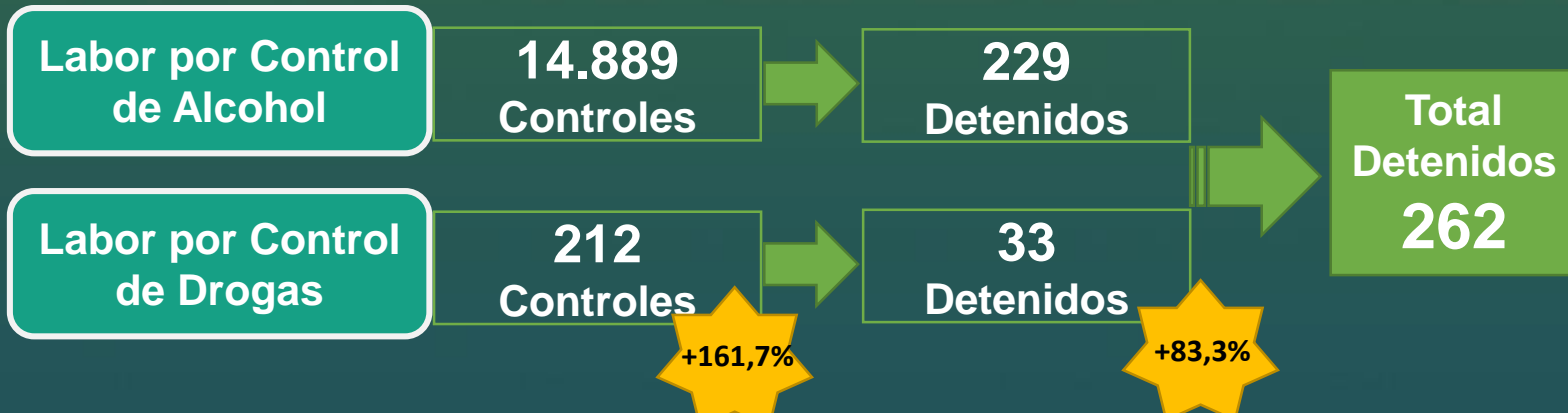 Labor por Control
de Alcohol
14.889
Controles
229
Detenidos
Total
Detenidos
262
Labor por Control
de Drogas
212
Controles
33
Detenidos
+161,7%
+83,3%